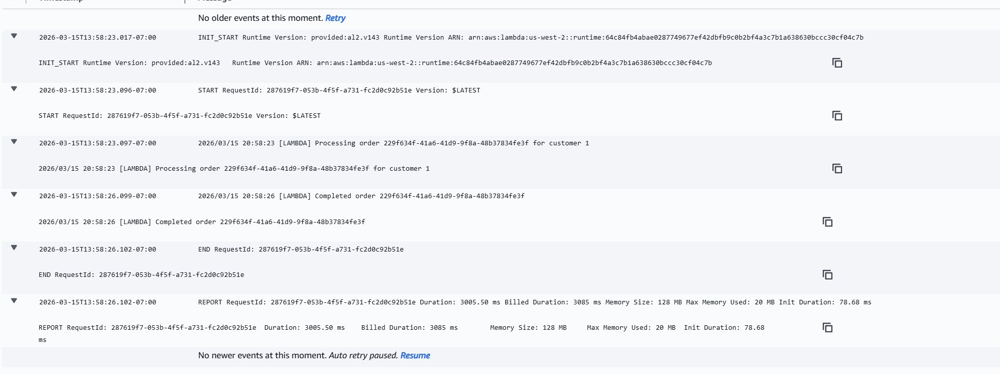 Timestamp Message
No older events at this moment. Retry
2026-03-15T13:58:23.017-07:00 INIT_START Runtime Version: provided:al2.v143 Runtime Version ARN: arn:aws:lambda:us-west-2::runtime:64c84fb4abae0287749677ef42dbfb9c0b2bf4a3c7b1a638630bccc30cf04c7b
INIT_START Runtime Version: provided:al2.v143 Runtime Version ARN: arn:aws:lambda:us-west-2::runtime:64c84fb4abae0287749677ef42dbfb9c0b2bf4a3c7b1a638630bccc30cf04c7b
2026-03-15T13:58:23.096-07:00 START RequestId: 287619f7-053b-4f5f-a731-fc2d0c92b51e Version: $LATEST
START RequestId: 287619f7-053b-4f5f-a731-fc2d0c92b51e Version: $LATEST
2026-03-15T13:58:23.097-07:00 2026/03/15 20:58:23 [LAMBDA] Processing order 229f634f-41a6-41d9-9f8a-48b37834fe3f for customer 1
2026/03/15 20:58:23 [LAMBDA] Processing order 229f634f-41a6-41d9-9f8a-48b37834fe3f for customer 1
2026-03-15T13:58:26.099-07:00 2026/03/15 20:58:26 [LAMBDA] Completed order 229f634f-41a6-41d9-9f8a-48b37834fe3f
2026/03/15 20:58:26 [LAMBDA] Completed order 229f634f-41a6-41d9-9f8a-48b37834fe3f
2026-03-15T13:58:26.102-07:00 END RequestId: 287619f7-053b-4f5f-a731-fc2d0c92b51e
END RequestId: 287619f7-053b-4f5f-a731-fc2d0c92b51e
2026-03-15T13:58:26.102-07:00 REPORT RequestId: 287619f7-053b-4f5f-a731-fc2d0c92b51e Duration: 3005.50 ms Billed Duration: 3085 ms Memory Size: 128 MB Max Memory Used: 20 MB Init Duration: 78.68 ms
REPORT RequestId: 287619f7-053b-4f5f-a731-fc2d0c92b51e Duration: 3005.50 ms Billed Duration: 3085 ms Memory Size: 128 MB Max Memory Used: 20 MB Init Duration: 78.68
ms
No newer events at this moment. Auto retry paused. Resume